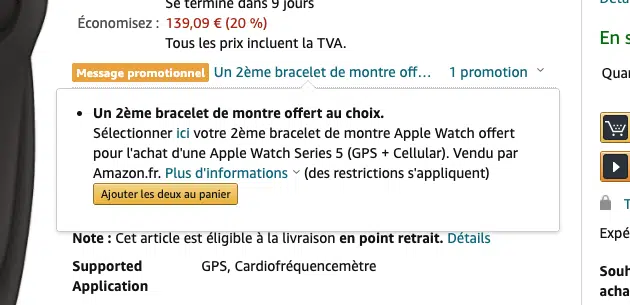 Se termine dans 9 jours
Économisez : 139,09 € (20 %)
Tous les prix incluent la TVA.
Message promotionnel Un 2ème bracelet de montre off… 1 promotion
Un 2ème bracelet de montre offert au choix.
Sélectionner ici votre 2ème bracelet de montre Apple Watch offert
pour l'achat d'une Apple Watch Series 5 (GPS + Cellular). Vendu par
Amazon.fr. Plus d'informations (des restrictions s'appliquent)
Ajouter les deux au panier
Note : Cet article est éligible à la livraison en point retrait. Détails
Supported GPS, Cardiofréquencemètre
Application
En s
Quan
Expé
Souh
acha